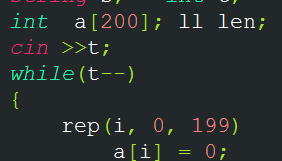 int  a[200]; ll len;
cin >>t;
while(t--)
{
    rep(i, 0, 199)
        a[i] = 0;